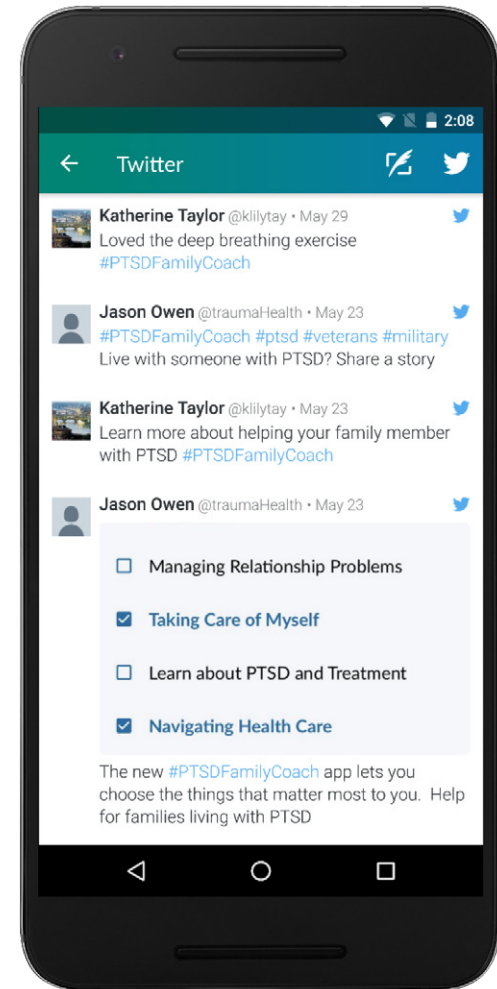 2:08
Twitter
Katherine Taylor @klilytay • May 29
Loved the deep breathing exercise
#PTSDFamilyCoach
Jason Owen @traumaHealth • May 23
#PTSDFamilyCoach #ptsd #veterans #military
Live with someone with PTSD? Share a story
Katherine Taylor @klilytay • May 23
Learn more about helping your family member
with PTSD #PTSDFamilyCoach
Jason Owen @traumaHealth • May 23
Managing Relationship Problems
Taking Care of Myself
Learn about PTSD and Treatment
Navigating Health Care
The new #PTSDFamilyCoach app lets you
choose the things that matter most to you.  Help
for families living with PTSD